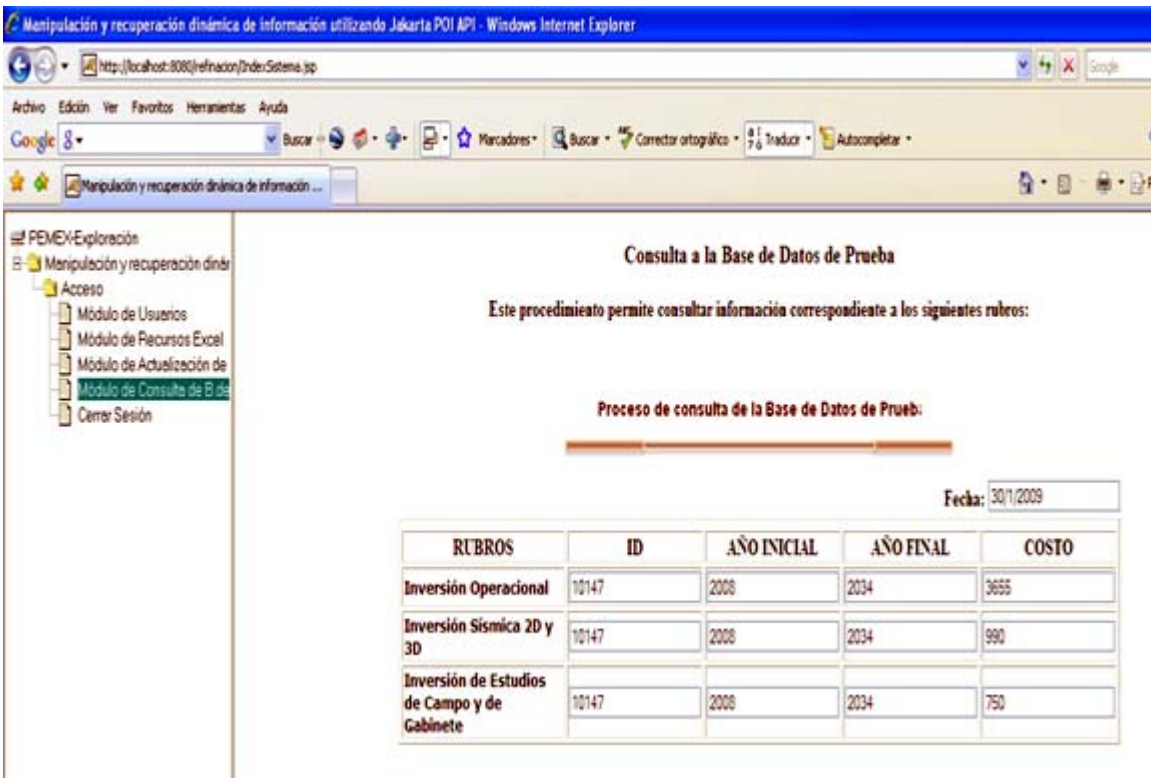 Manipulación y recuperación dinámica de información utilizando Jakarta POI API - Windows Internet Explorer
http://localhost:8080/refinacion/IndexSistema.jsp
Google
Archivo Edición Ver Favoritos Herramientas Ayuda
Google Buscar Marcadores Buscar Corrector ortográfico Traducir Autocompletar
Manipulación y recuperación dinámica de información ...
PEMEX-Exploración
Manipulación y recuperación dinár
Acceso
Módulo de Usuarios
Módulo de Recursos Excel
Módulo de Actualización de
Módulo de Consulta de B de
Cerrar Sesión
Consulta a la Base de Datos de Prueba
Este procedimiento permite consultar información correspondiente a los siguientes rubros:
Proceso de consulta de la Base de Datos de Prueb
Fecha: 30/1/2009
RUBROS ID AÑO INICIAL AÑO FINAL COSTO
Inversión Operacional 10147 2008 2034 3655
Inversión Sísmica 2D y 3D 10147 2008 2034 990
Inversión de Estudios de Campo y de Gabinete 10147 2008 2034 750